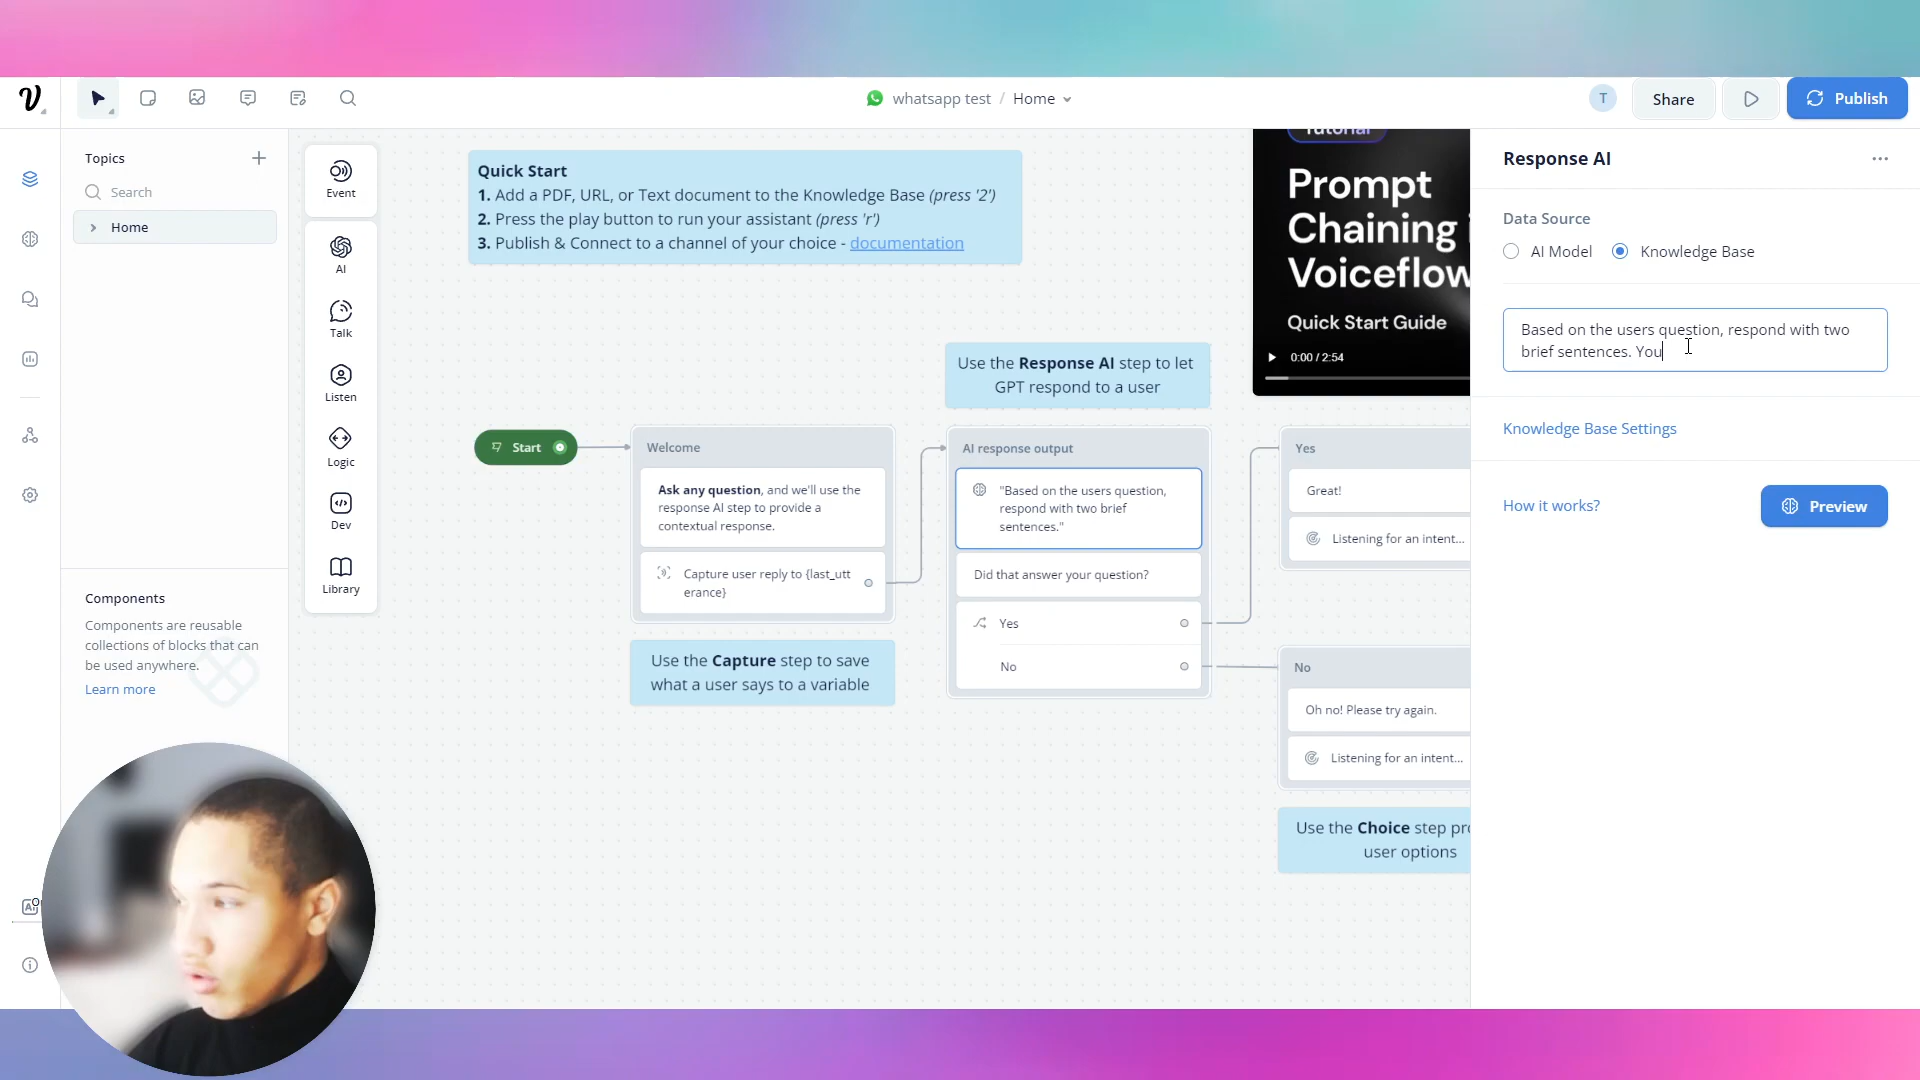 whatsapp test / Home
T
Share
Publish
Topics
Search
Home
Components
Components are reusable
collections of blocks that can
be used anywhere.
Learn more
Event
AI
Talk
Listen
Logic
Dev
Library
Quick Start
1. Add a PDF, URL, or Text document to the Knowledge Base (press '2')
2. Press the play button to run your assistant (press 'r')
3. Publish & Connect to a channel of your choice - documentation
Tutorial
Prompt
Chaining i
Voiceflow
Quick Start Guide
0:00 / 2:54
Use the Response AI step to let
GPT respond to a user
Start
Welcome
Ask any question, and we'll use the
response AI step to provide a
contextual response.
Capture user reply to {last_utt
erance}
Use the Capture step to save
what a user says to a variable
AI response output
"Based on the users question,
respond with two brief
sentences."
Did that answer your question?
Yes
No
Yes
Great!
Listening for an intent...
No
Oh no! Please try again.
Listening for an intent...
Use the Choice step pro
user options
Response AI
Data Source
AI Model
Knowledge Base
Based on the users question, respond with two
brief sentences. You
Knowledge Base Settings
How it works?
Preview